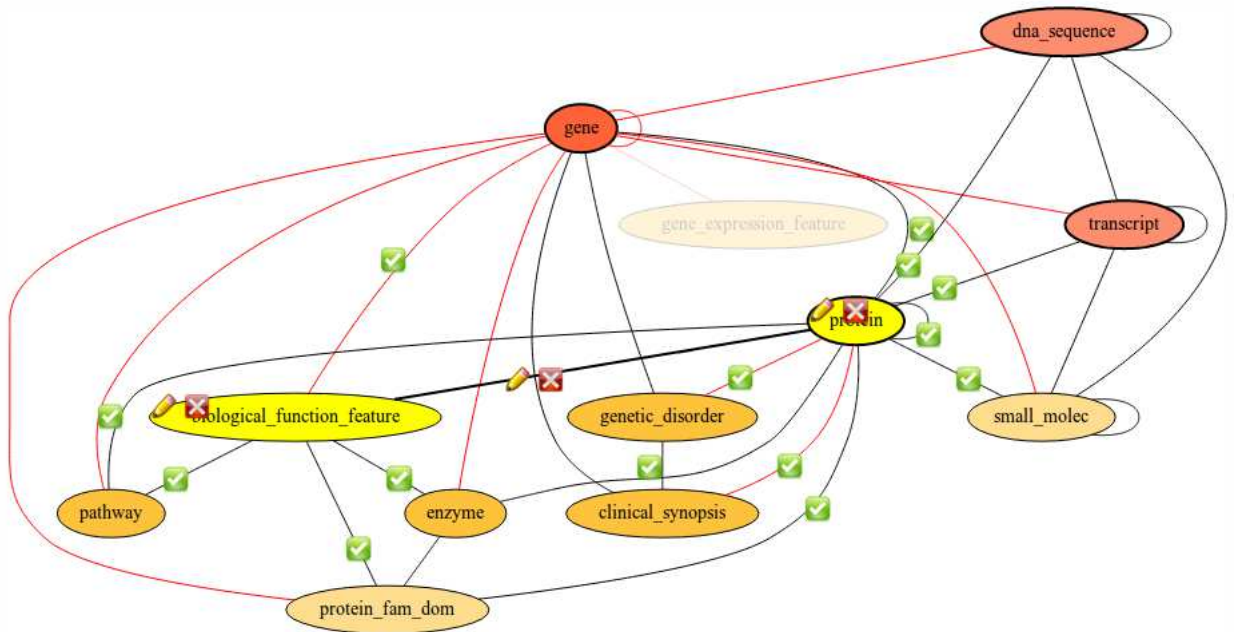 dna_sequence
gene
gene_expression_feature
transcript
protein
biological_function_feature
genetic_disorder
small_molec
pathway
enzyme
clinical_synopsis
protein_fam_dom